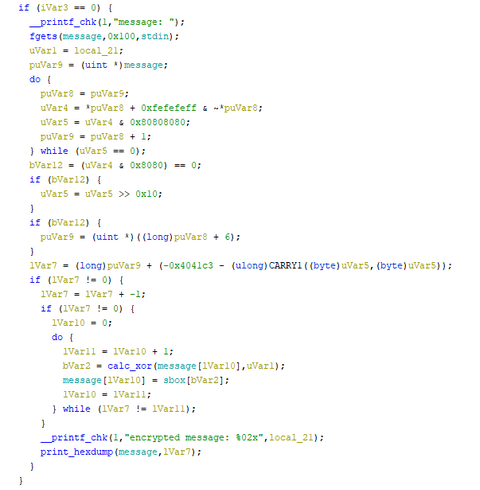 if (iVar3 == 0) {
__printf_chk(1,"message: ");
fgets(message,0x100,stdin);
uVar1 = local_21;
puVar9 = (uint *)message;
do {
puVar8 = puVar9;
uVar4 = *puVar8 + 0xfefefeff & ~*puVar8;
uVar5 = uVar4 & 0x80808080;
puVar9 = puVar8 + 1;
} while (uVar5 == 0);
bVar12 = (uVar4 & 0x8080) == 0;
if (bVar12) {
uVar5 = uVar5 >> 0x10;
}
if (bVar12) {
puVar9 = (uint *)((long)puVar8 + 6);
}
lVar7 = (long)puVar9 + (-0x4041c3 - (ulong)CARRY1((byte)uVar5,(byte)uVar5));
if (lVar7 != 0) {
lVar7 = lVar7 + -1;
if (lVar7 != 0) {
lVar10 = 0;
do {
lVar11 = lVar10 + 1;
bVar2 = calc_xor(message[lVar10],uVar1);
message[lVar10] = sbox[bVar2];
lVar10 = lVar11;
} while (lVar7 != lVar11);
}
__printf_chk(1,"encrypted message: %02x",local_21);
print_hexdump(message,lVar7);
}
}